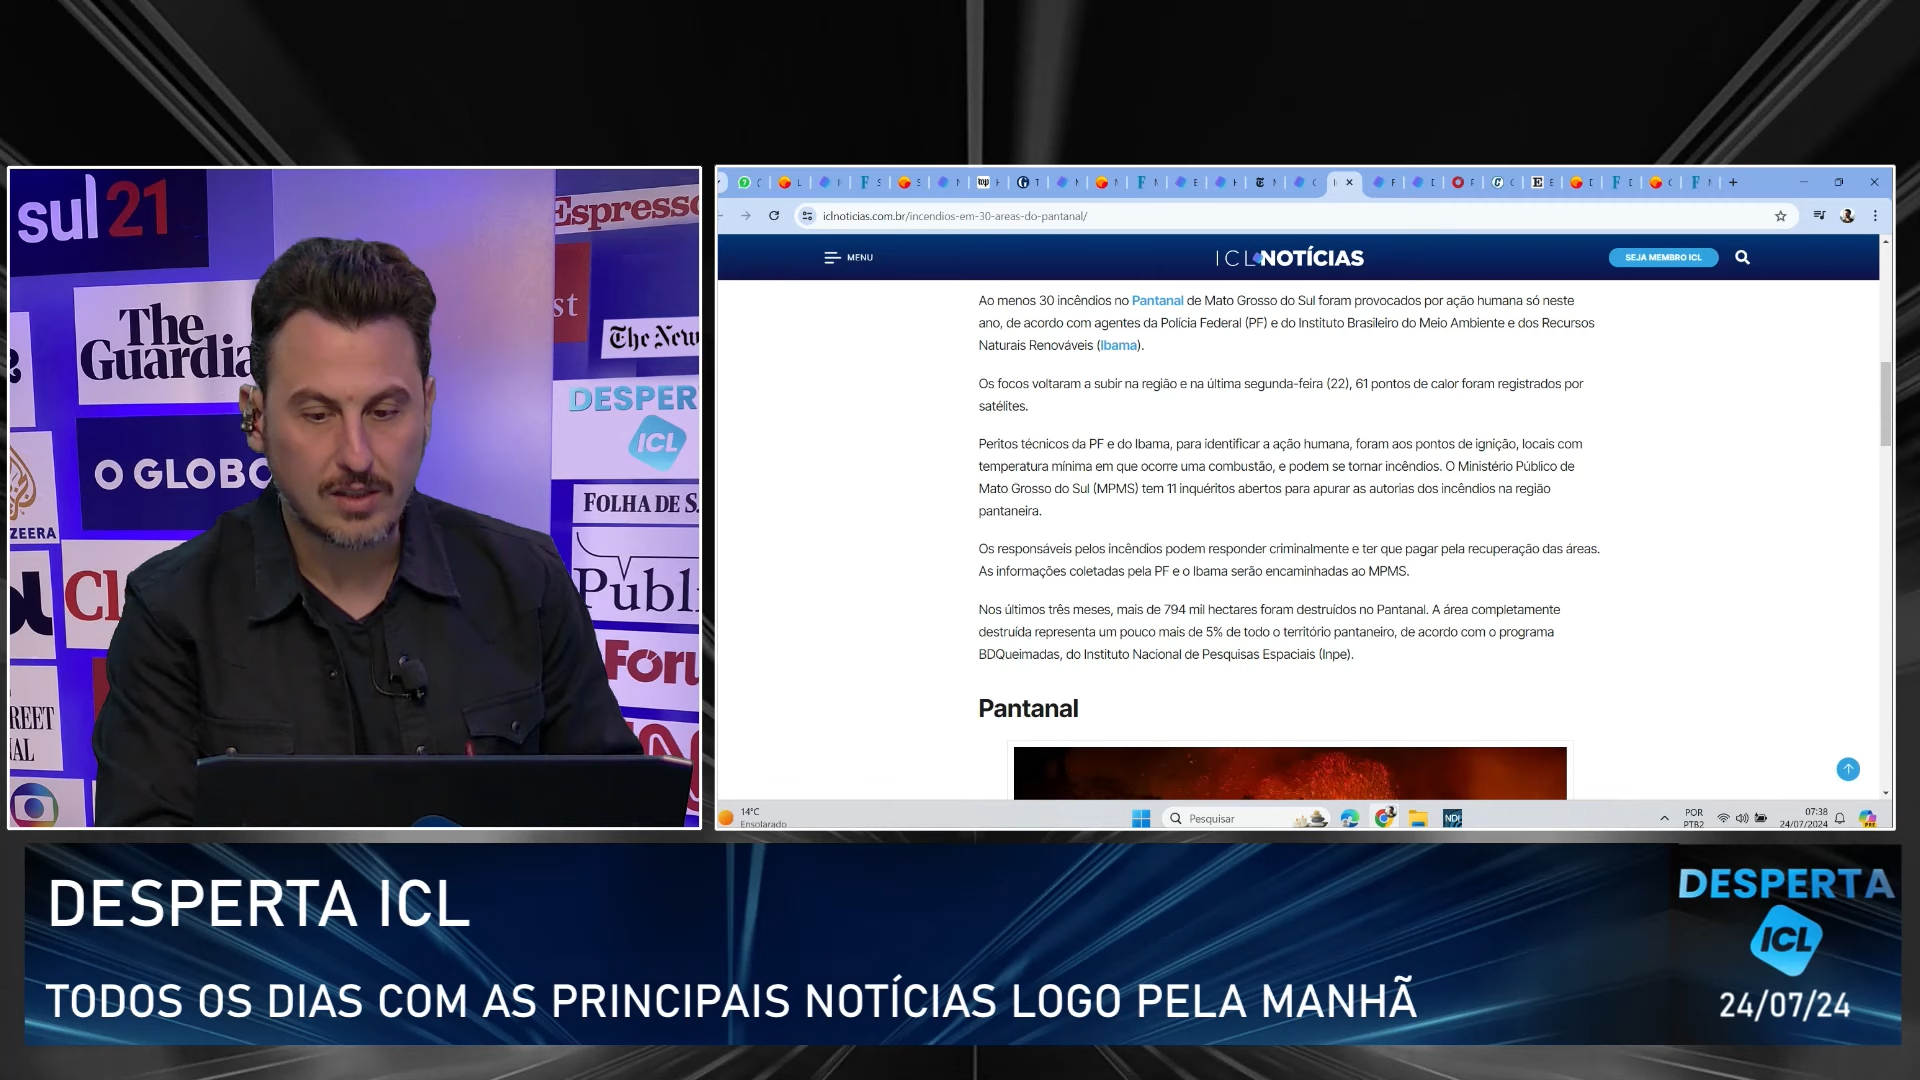 sul21
Espresso
The
Guardia
st
The New
DESPER
ICL
O GLOBO
FOLHA DE S.
ZEERA
Públi
Cl
Foru
REET
AL
iclnoticias.com.br/incendios-em-30-areas-do-pantanal/
MENU
ICL NOTÍCIAS
SEJA MEMBRO ICL
Ao menos 30 incêndios no Pantanal de Mato Grosso do Sul foram provocados por ação humana só neste
ano, de acordo com agentes da Polícia Federal (PF) e do Instituto Brasileiro do Meio Ambiente e dos Recursos
Naturais Renováveis (Ibama).
Os focos voltaram a subir na região e na última segunda-feira (22), 61 pontos de calor foram registrados por
satélites.
Peritos técnicos da PF e do Ibama, para identificar a ação humana, foram aos pontos de ignição, locais com
temperatura mínima em que ocorre uma combustão, e podem se tornar incêndios. O Ministério Público de
Mato Grosso do Sul (MPMS) tem 11 inquéritos abertos para apurar as autorias dos incêndios na região
pantaneira.
Os responsáveis pelos incêndios podem responder criminalmente e ter que pagar pela recuperação das áreas.
As informações coletadas pela PF e o Ibama serão encaminhadas ao MPMS.
Nos últimos três meses, mais de 794 mil hectares foram destruídos no Pantanal. A área completamente
destruída representa um pouco mais de 5% de todo o território pantaneiro, de acordo com o programa
BDQueimadas, do Instituto Nacional de Pesquisas Espaciais (Inpe).
Pantanal
14°C
Ensolarado
Pesquisar
POR
PTB2
07:38
24/07/2024
DESPERTA ICL
TODOS OS DIAS COM AS PRINCIPAIS NOTÍCIAS LOGO PELA MANHÃ
DESPERTA
ICL
24/07/24